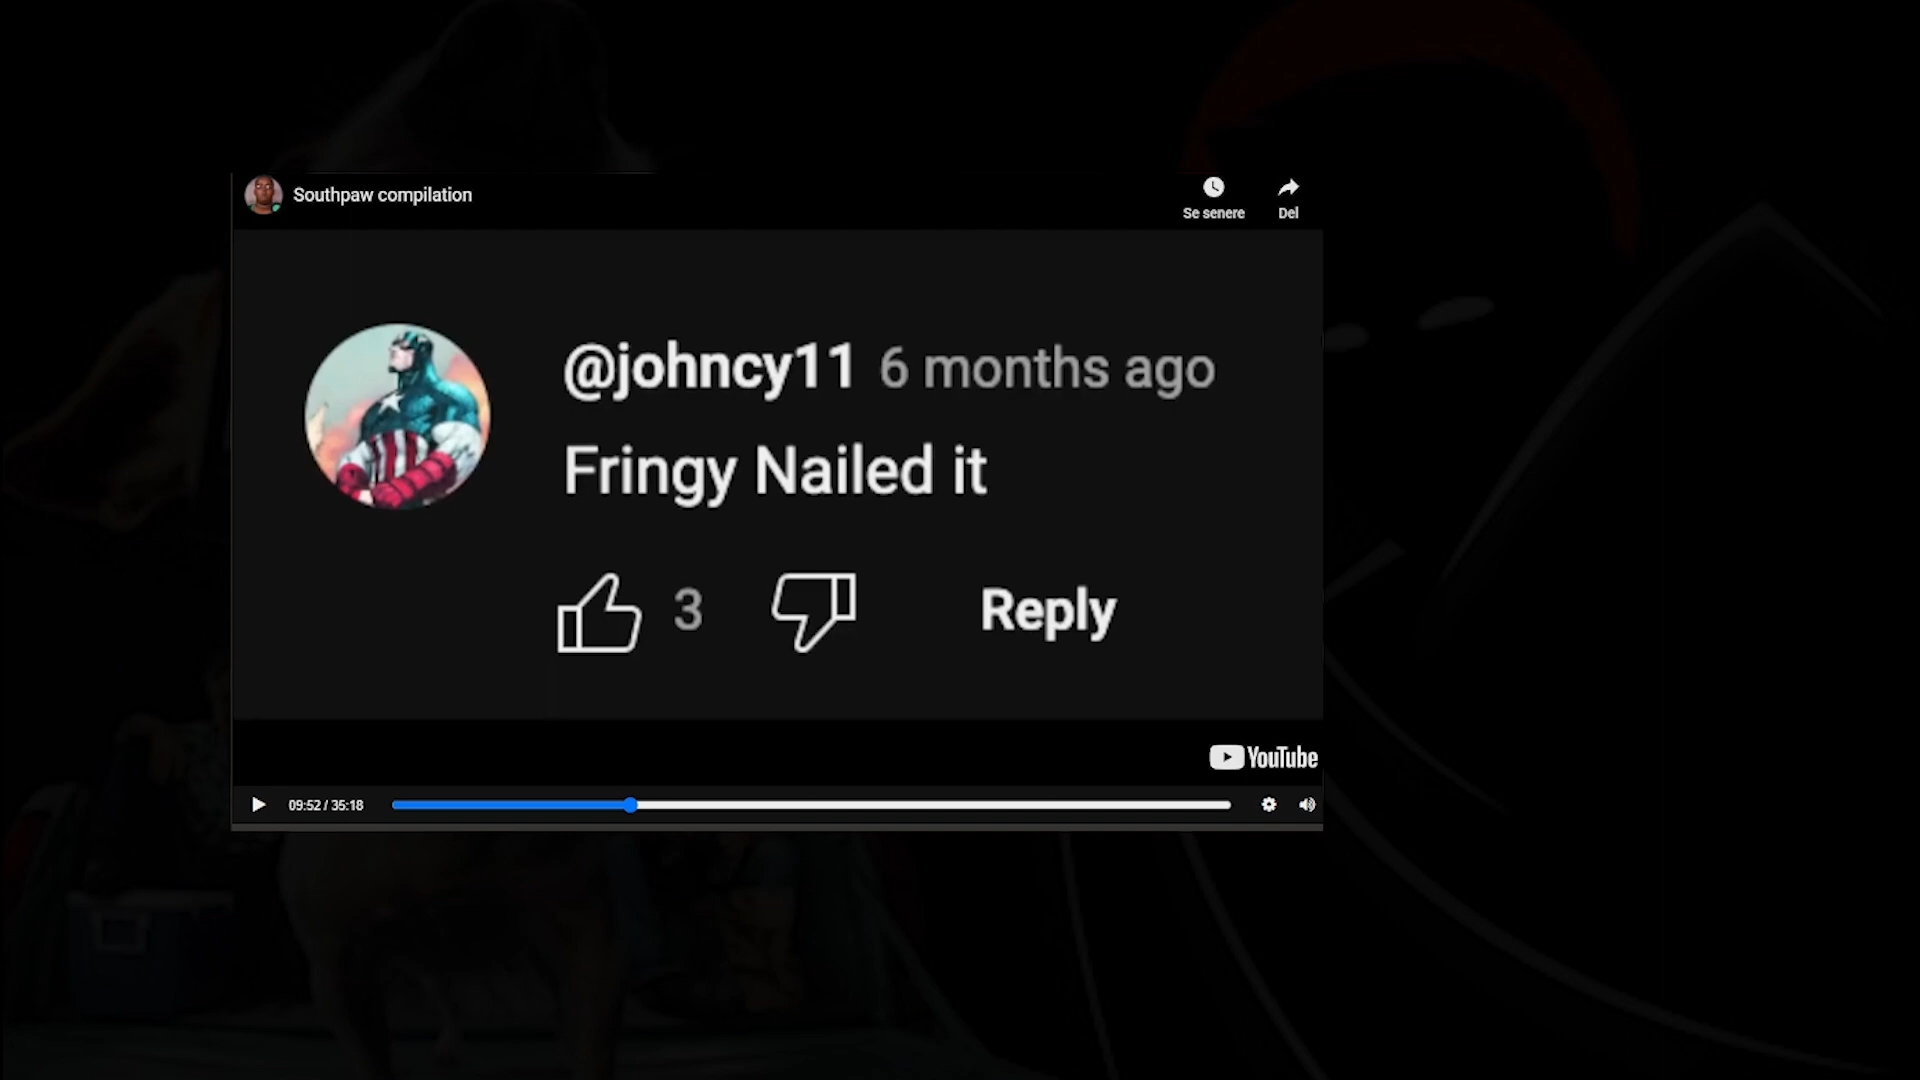 Southpaw compilation
Se senere
Del
@johncy11 6 months ago
Fringy Nailed it
3
Reply
YouTube
09:52 / 35:18